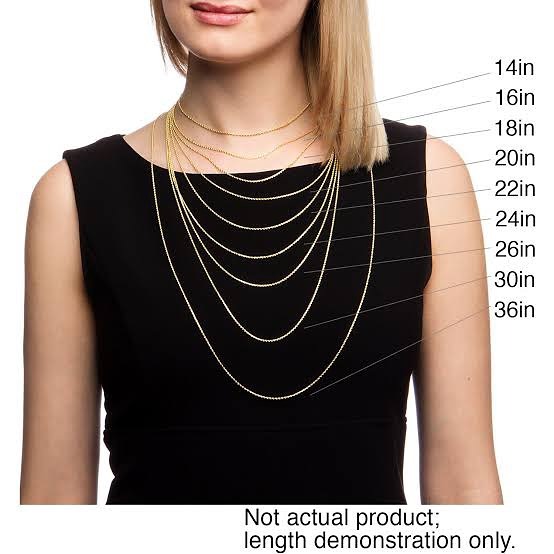 14in
16in
18in
20in
22in
24in
26in
30in
36in
Not actual product;
length demonstration only.